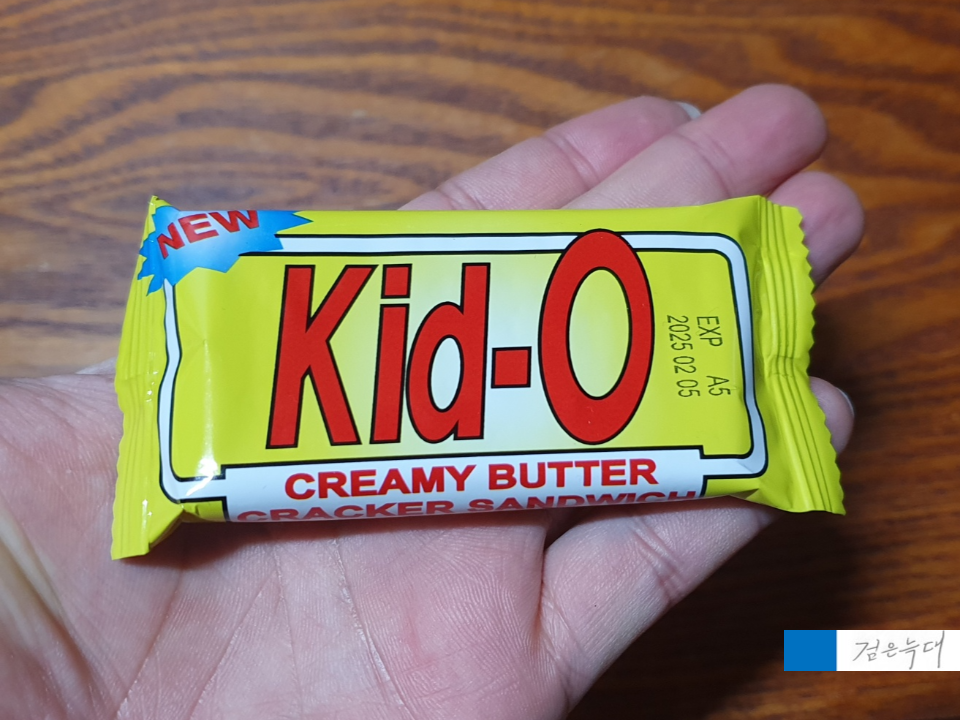 NEW
Kid-O
EXP A5
2025 02 05
CREAMY BUTTER
CRACKER SANDWICH
검은늑대